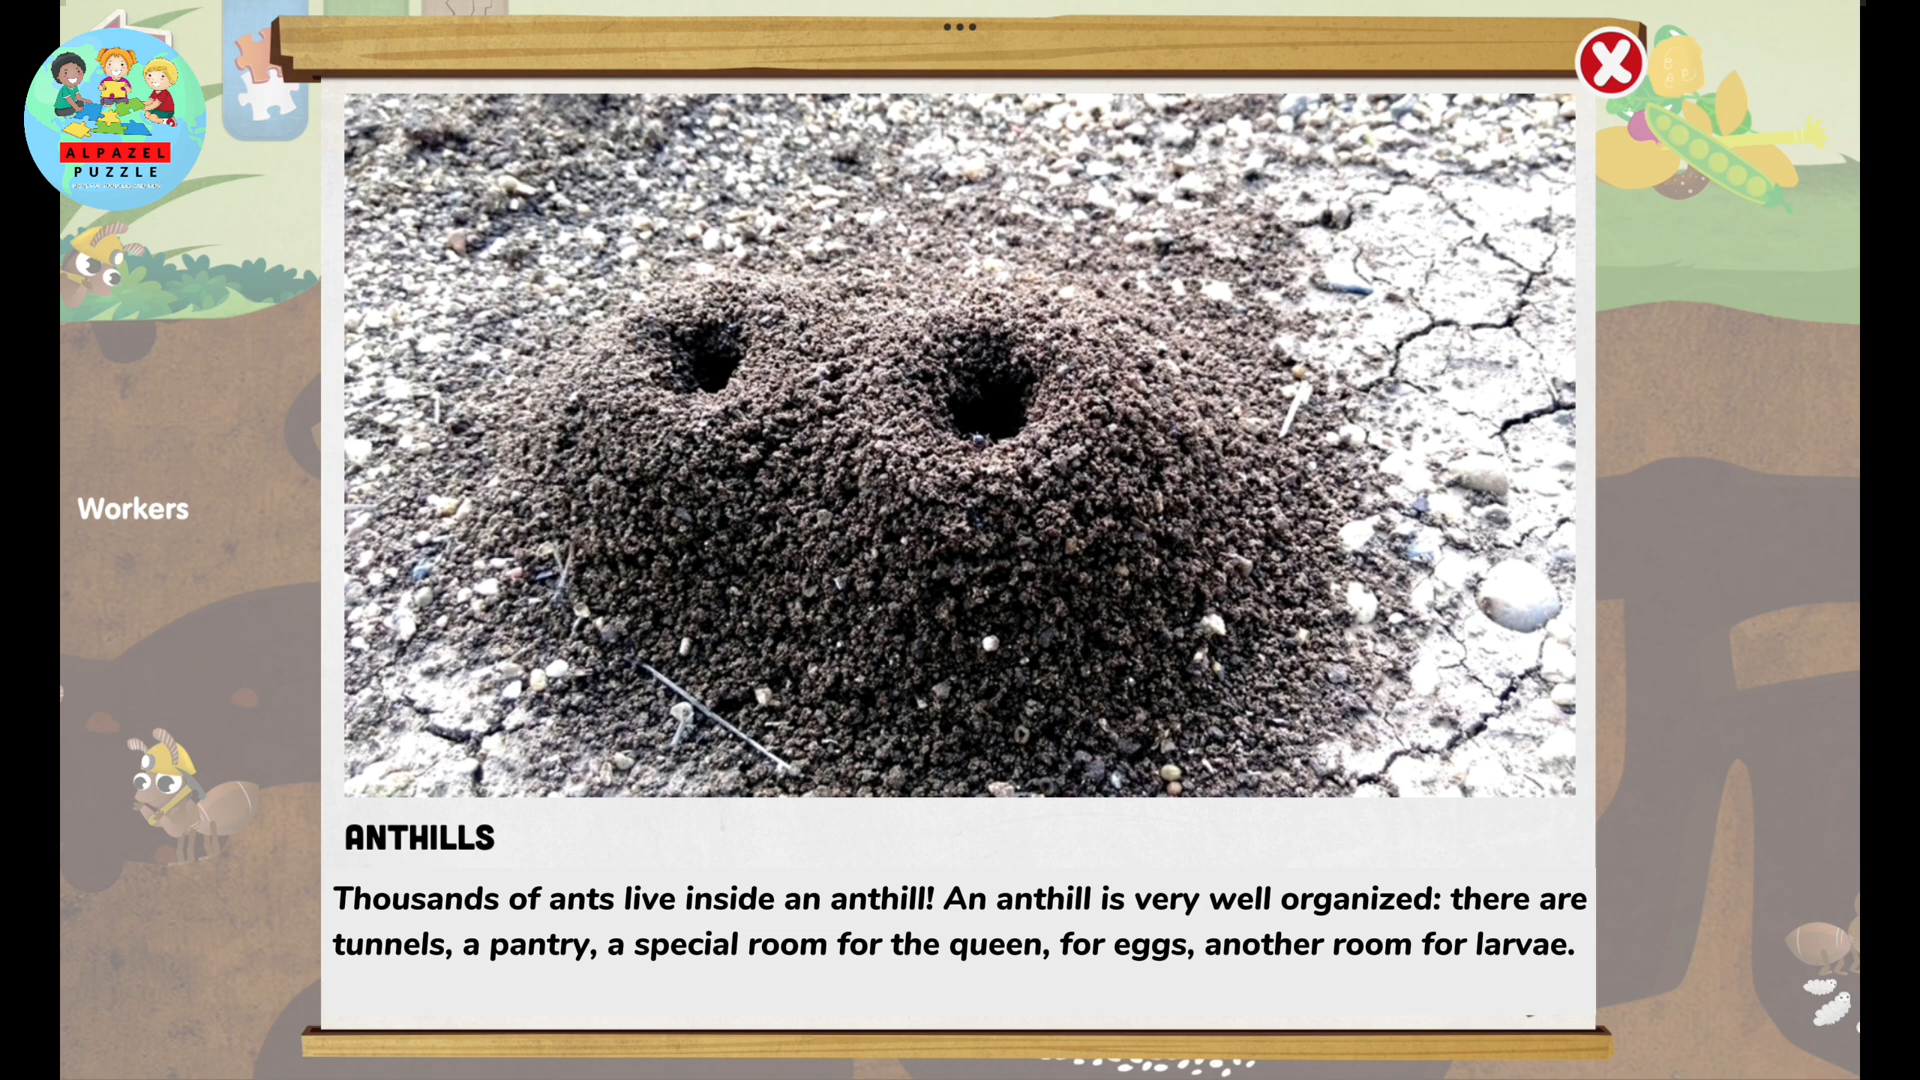 ALPAZEL
PUZZLE
Workers
ANTHILLS
Thousands of ants live inside an anthill! An anthill is very well organized: there are
tunnels, a pantry, a special room for the queen, for eggs, another room for larvae.